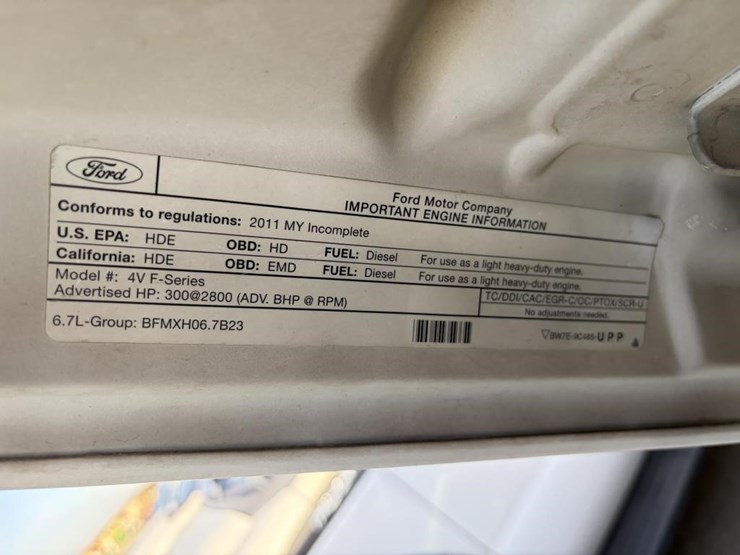 Ford
Ford Motor Company
IMPORTANT ENGINE INFORMATION
Conforms to regulations: 2011 MY Incomplete
U.S. EPA: HDE OBD: HD FUEL: Diesel For use as a light heavy-duty engine.
California: HDE OBD: EMD FUEL: Diesel For use as a light heavy-duty engine.
Model #: 4V F-Series
Advertised HP: 300@2800 (ADV. BHP @ RPM)
TC/DDI/CAC/EGR-C/OC/PTOX/SCR-U
No adjustments needed.
6.7L-Group: BFMXH06.7B23
UPP